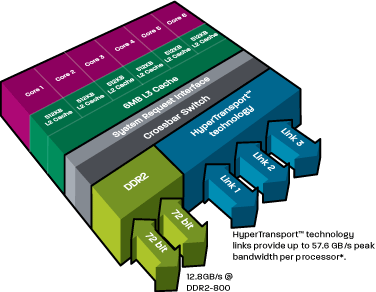 Core 1
Core 2
Core 3
Core 4
Core 5
Core 6
512KB
L2 Cache
512KB
L2 Cache
512KB
L2 Cache
512KB
L2 Cache
512KB
L2 Cache
512KB
L2 Cache
6MB L3 Cache
System Request Interface
Crossbar Switch
DDR2
HyperTransport™
technology
72 bit
72 bit
Link 1
Link 2
Link 3
HyperTransport™ technology
links provide up to 57.6 GB/s peak
bandwidth per processor*.
12.8GB/s @
DDR2-800